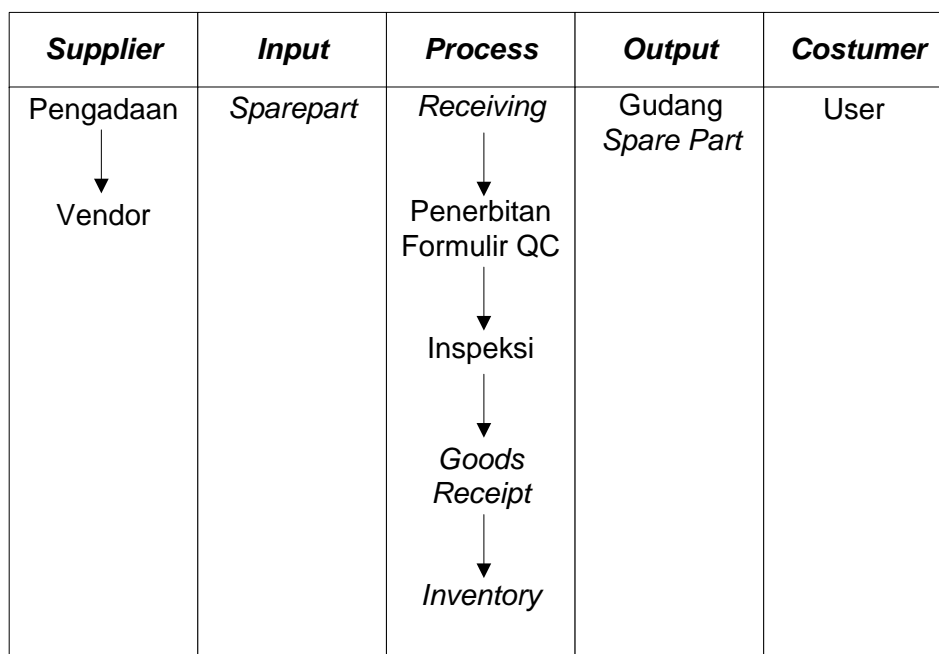 Supplier Input Process Output Costumer
Pengadaan Sparepart Receiving Gudang User
Spare Part
Vendor Penerbitan
Formulir QC
Inspeksi
Goods
Receipt
Inventory